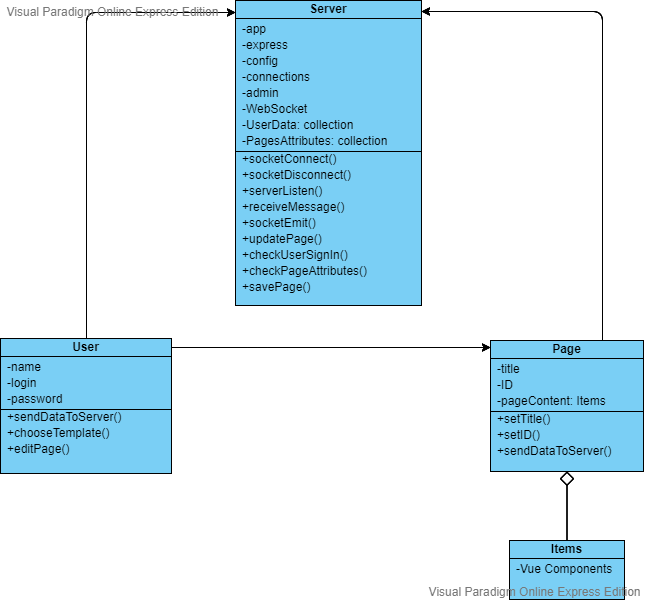 Visual Paradigm Online Express Edition
Server
-app
-express
-config
-connections
-admin
-WebSocket
-UserData: collection
-PagesAttributes: collection
+socketConnect()
+socketDisconnect()
+serverListen()
+receiveMessage()
+socketEmit()
+updatePage()
+checkUserSignIn()
+checkPageAttributes()
+savePage()
User
-name
-login
-password
+sendDataToServer()
+chooseTemplate()
+editPage()
Page
-title
-ID
-pageContent: Items
+setTitle()
+setID()
+sendDataToServer()
Items
-Vue Components
Visual Paradigm Online Express Edition